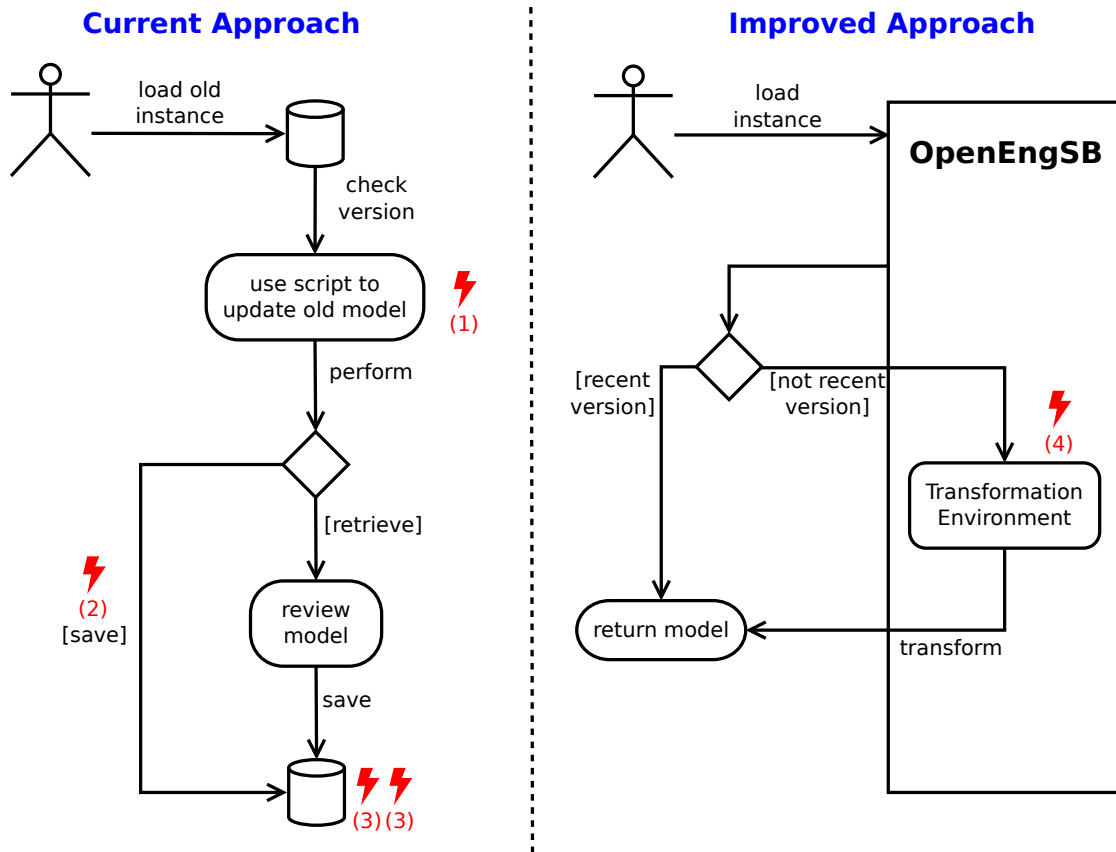 Current Approach
load old
instance
check
version
use script to
update old model
(1)
perform
[retrieve]
(2)
[save]
review
model
save
(3) (3)
Improved Approach
load
instance
OpenEngSB
[recent
version]
[not recent
version]
(4)
Transformation
Environment
return model
transform